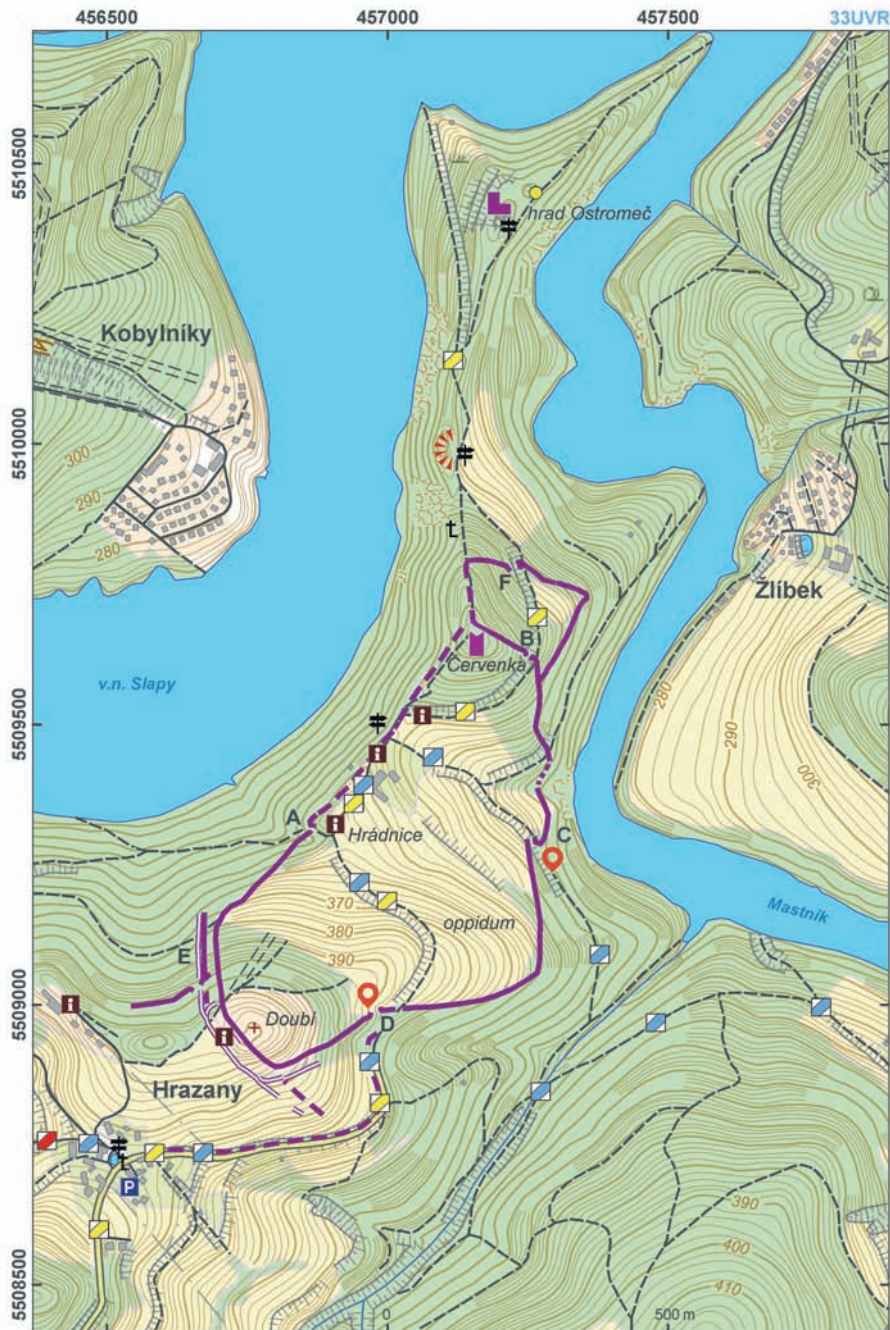 456500 457000 457500 33UVR
5510500
hrad Ostromeč
Kobylníky
5510000
300
290
280
F
Žlíbek
B
Červenka
280
v.n. Slapy
5509500
290
300
A
Hrádnice
C
370
oppidum
380
Mastník
390
E
i
5509000
Doubí
D
Hrazany
P
390
400
410
5508500
0 500 m